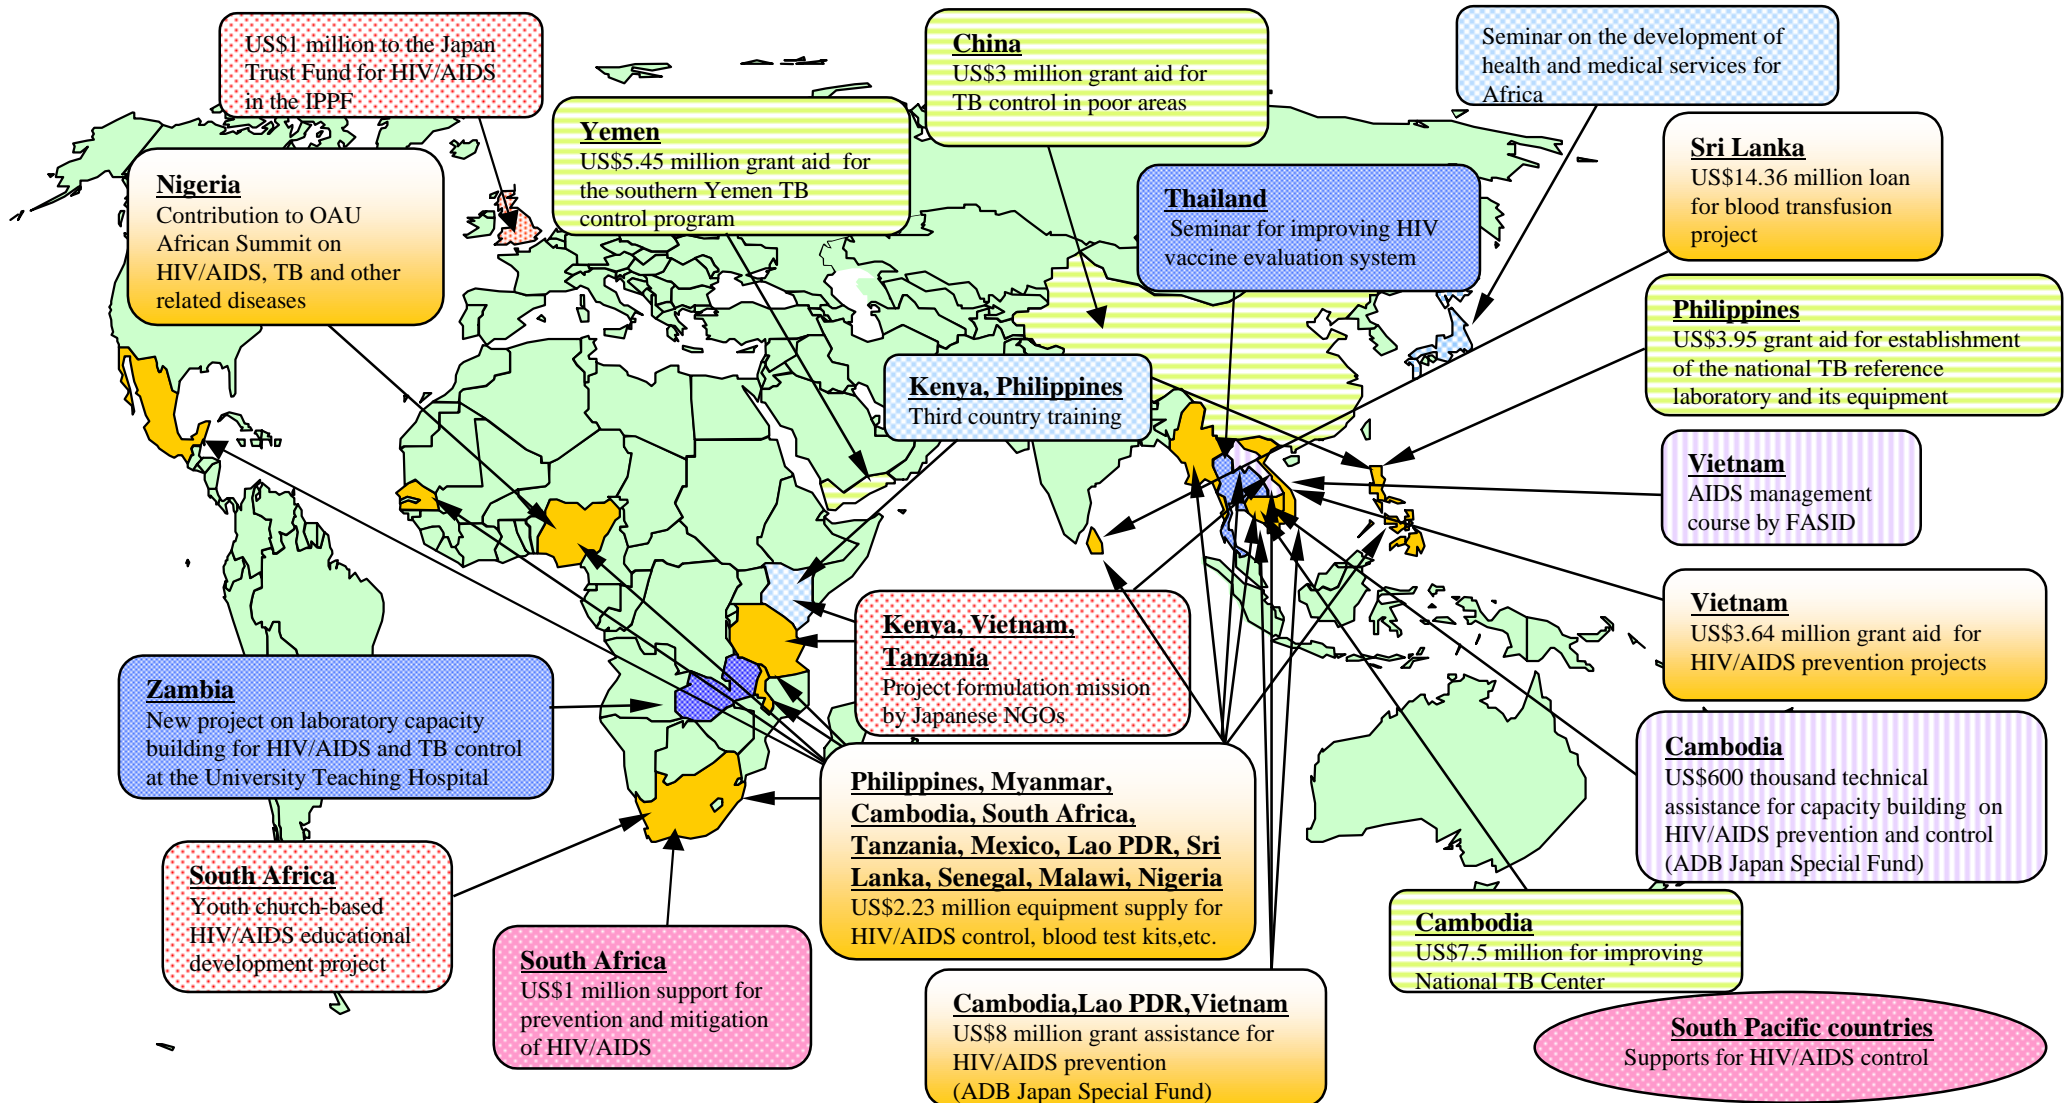 US$1 million to the Japan
Trust Fund for HIV/AIDS
in the IPPF
China
US$3 million grant aid for
TB control in poor areas
Seminar on the development of
health and medical services for
Africa
Yemen
US$5.45 million grant aid for
the southern Yemen TB
control program
Sri Lanka
US$14.36 million loan
for blood transfusion
project
Nigeria
Contribution to OAU
African Summit on
HIV/AIDS, TB and other
related diseases
Thailand
Seminar for improving HIV
vaccine evaluation system
Philippines
US$3.95 grant aid for establishment
of the national TB reference
laboratory and its equipment
Kenya, Philippines
Third country training
Vietnam
AIDS management
course by FASID
Vietnam
US$3.64 million grant aid for
HIV/AIDS prevention projects
Kenya, Vietnam,
Tanzania
Project formulation mission
by Japanese NGOs
Zambia
New project on laboratory capacity
building for HIV/AIDS and TB control
at the University Teaching Hospital
Cambodia
US$600 thousand technical
assistance for capacity building on
HIV/AIDS prevention and control
(ADB Japan Special Fund)
Philippines, Myanmar,
Cambodia, South Africa,
Tanzania, Mexico, Lao PDR, Sri
Lanka, Senegal, Malawi, Nigeria
US$2.23 million equipment supply for
HIV/AIDS control, blood test kits,etc.
South Africa
Youth church-based
HIV/AIDS educational
development project
Cambodia
US$7.5 million for improving
National TB Center
South Africa
US$1 million support for
prevention and mitigation
of HIV/AIDS
Cambodia,Lao PDR,Vietnam
US$8 million grant assistance for
HIV/AIDS prevention
(ADB Japan Special Fund)
South Pacific countries
Supports for HIV/AIDS control